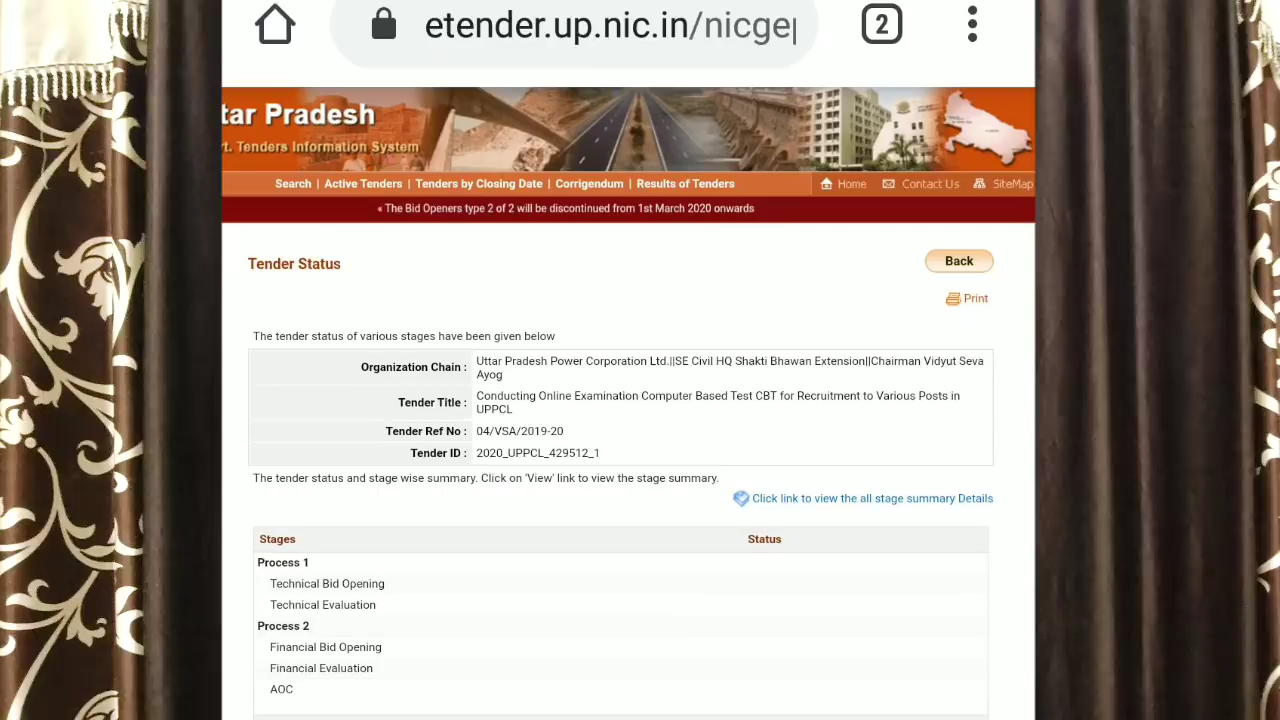 etender.up.nic.in/nicgep
2
tar Pradesh
t. Tenders Information System
Search | Active Tenders | Tenders by Closing Date | Corrigendum | Results of Tenders
Home Contact Us SiteMap
« The Bid Openers type 2 of 2 will be discontinued from 1st March 2020 onwards
Tender Status
Back
Print
The tender status of various stages have been given below
Organization Chain : Uttar Pradesh Power Corporation Ltd.||SE Civil HQ Shakti Bhawan Extension||Chairman Vidyut Seva
Ayog
Tender Title : Conducting Online Examination Computer Based Test CBT for Recruitment to Various Posts in
UPPCL
Tender Ref No : 04/VSA/2019-20
Tender ID : 2020_UPPCL_429512_1
The tender status and stage wise summary. Click on 'View' link to view the stage summary.
Click link to view the all stage summary Details
Stages Status
Process 1
Technical Bid Opening
Technical Evaluation
Process 2
Financial Bid Opening
Financial Evaluation
AOC